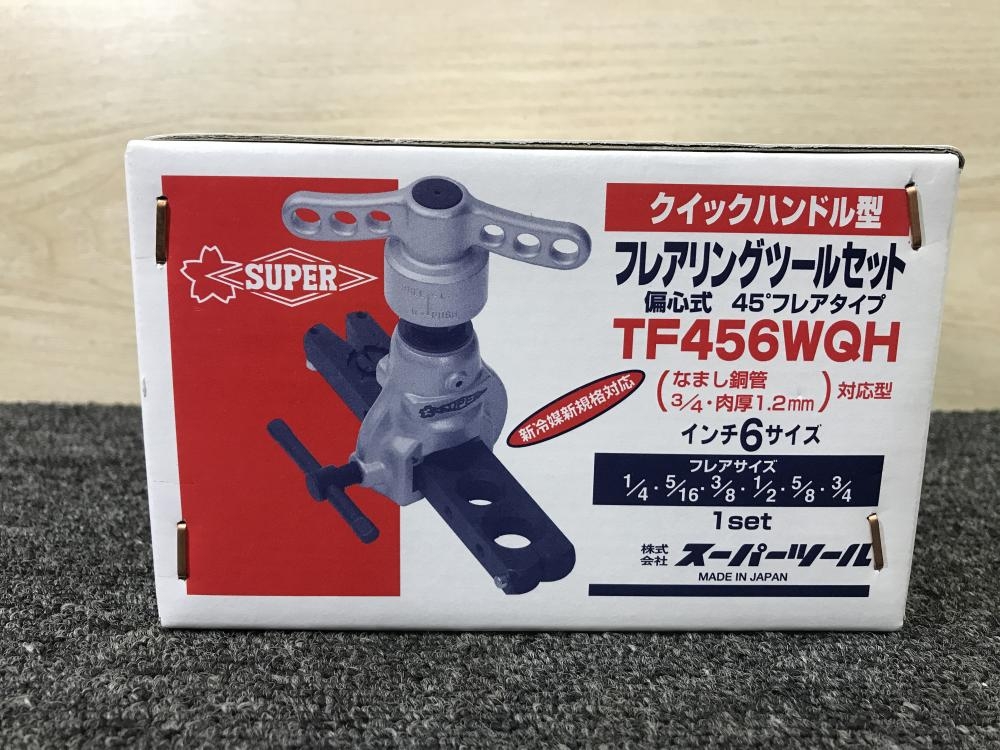 SUPER
クイックハンドル型
フレアリングツールセット
偏心式 45°フレアタイプ
TF456WQH
(なまし銅管
3/4・肉厚1.2mm)対応型
新冷媒新規格対応
インチ6サイズ
フレアサイズ
1/4・5/16・3/8・1/2・5/8・3/4
1set
株式会社 スーパーツール
MADE IN JAPAN
SUPER
PUSH